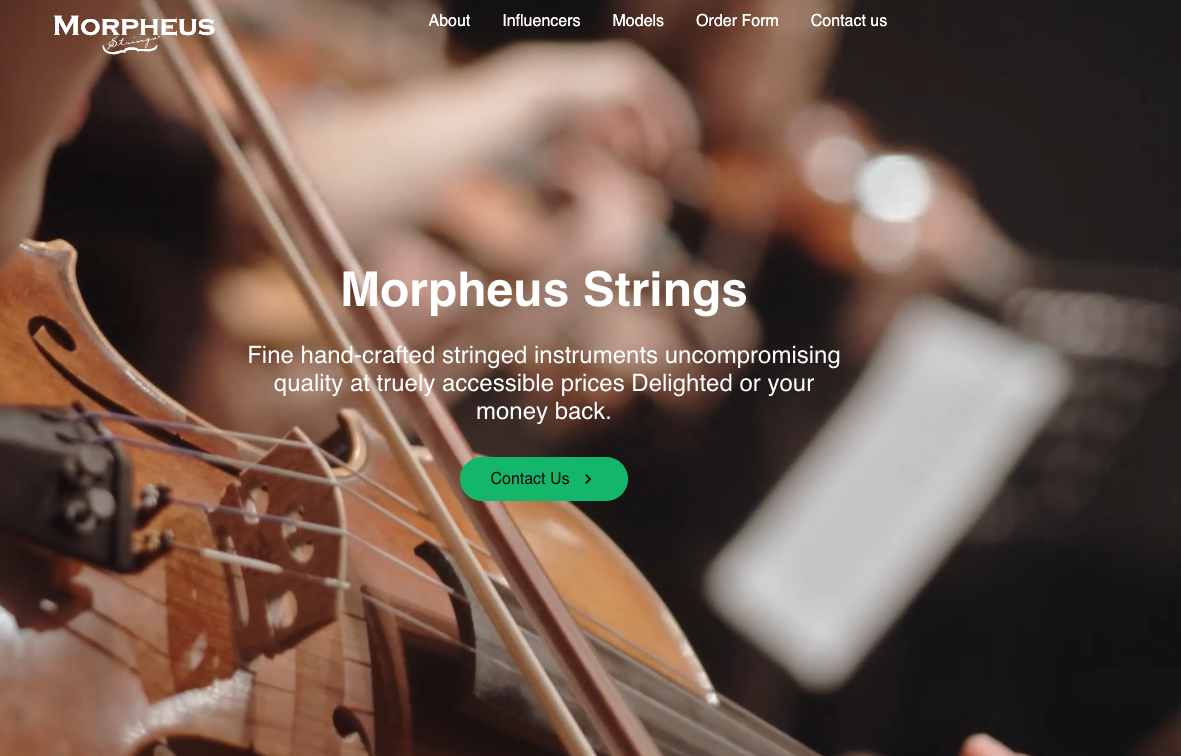 MORPHEUS
Strings
About
Influencers
Models
Order Form
Contact us
Morpheus Strings
Fine hand-crafted stringed instruments uncompromising
quality at truely accessible prices Delighted or your
money back.
Contact Us